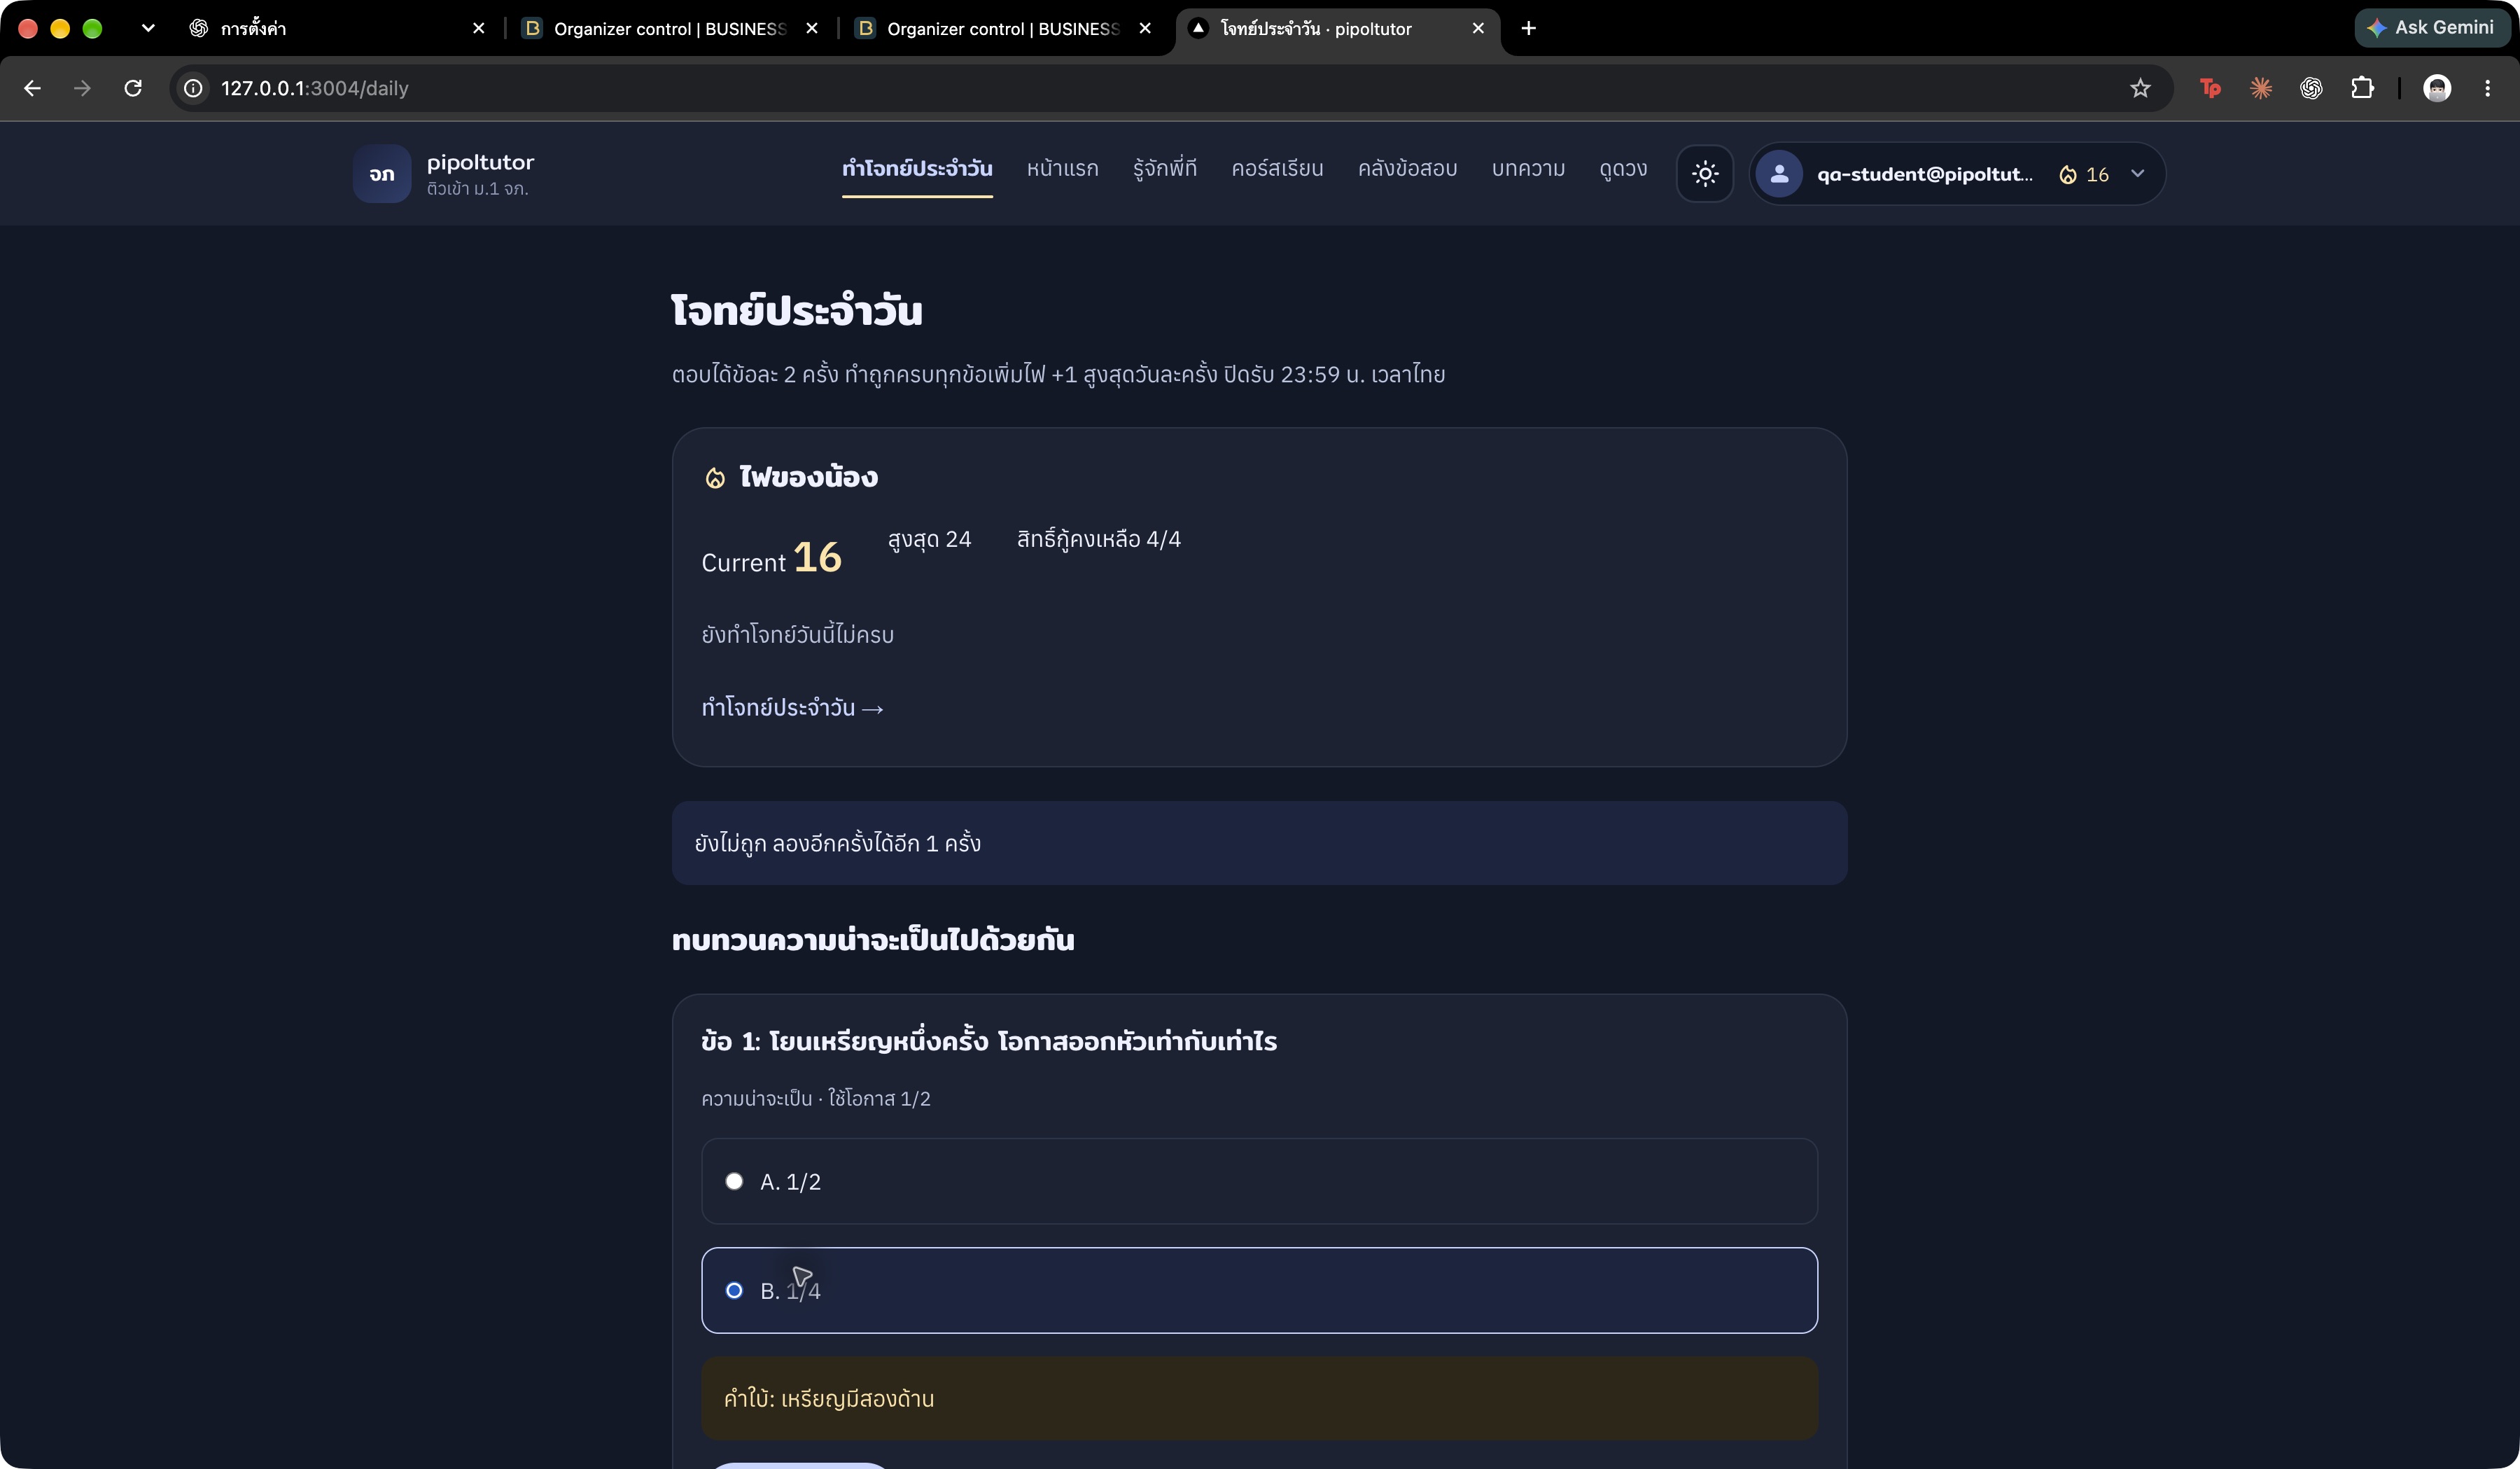 การตั้งค่า
Organizer control | BUSINESS
Organizer control | BUSINESS
โจทย์ประจำวัน · pipoltutor
Ask Gemini
127.0.0.1:3004/daily
จภ
pipoltutor
ติวเข้า ม.1 จภ.
ทำโจทย์ประจำวัน
หน้าแรก
รู้จักพี่ที
คอร์สเรียน
คลังข้อสอบ
บทความ
ดูดวง
qa-student@pipoltut...
16
โจทย์ประจำวัน
ตอบได้ข้อละ 2 ครั้ง ทำถูกครบทุกข้อเพิ่มไฟ +1 สูงสุดวันละครั้ง ปิดรับ 23:59 น. เวลาไทย
ไฟของน้อง
Current 16
สูงสุด 24
สิทธิ์กู้คงเหลือ 4/4
ยังทำโจทย์วันนี้ไม่ครบ
ทำโจทย์ประจำวัน →
ยังไม่ถูก ลองอีกครั้งได้อีก 1 ครั้ง
ทบทวนความน่าจะเป็นไปด้วยกัน
ข้อ 1: โยนเหรียญหนึ่งครั้ง โอกาสออกหัวเท่ากับเท่าไร
ความน่าจะเป็น · ใช้โอกาส 1/2
A. 1/2
B. 1/4
คำใบ้: เหรียญมีสองด้าน